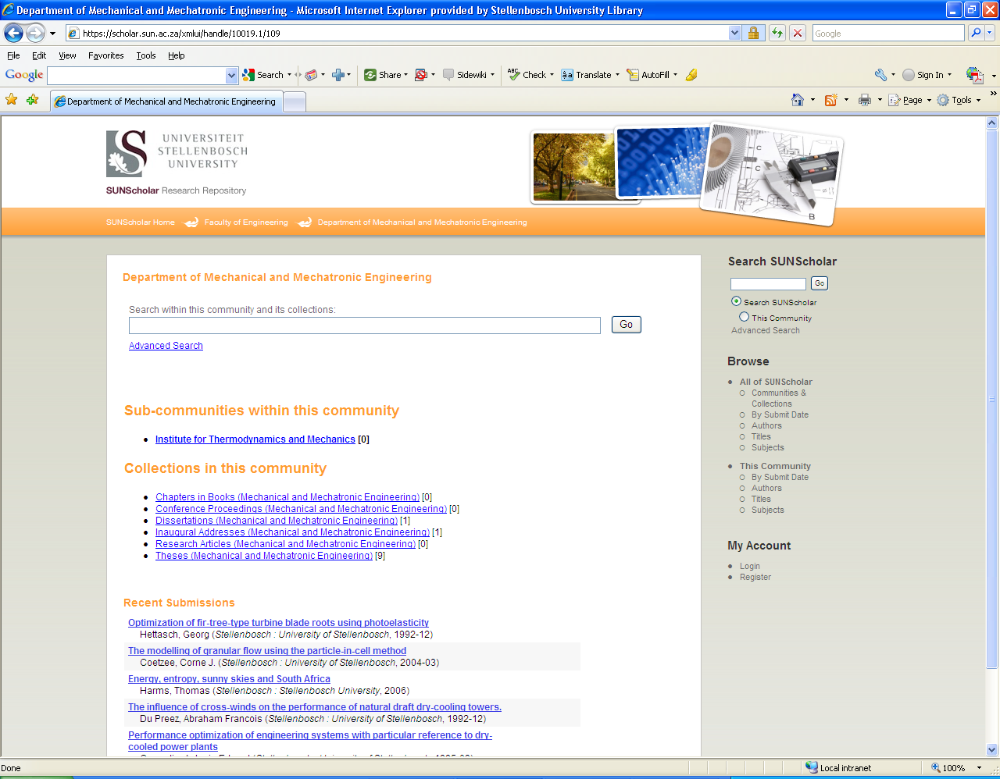 Department of Mechanical and Mechatronic Engineering - Microsoft Internet Explorer provided by Stellenbosch University Library
https://scholar.sun.ac.za/xmlui/handle/10019.1/109
Google
File Edit View Favorites Tools Help
Google Search Share Sidewiki Check Translate AutoFill Sign In
Department of Mechanical and Mechatronic Engineering
Page Tools
UNIVERSITEIT
STELLENBOSCH
UNIVERSITY
SUNScholar Research Repository
SUNScholar Home Faculty of Engineering Department of Mechanical and Mechatronic Engineering
Department of Mechanical and Mechatronic Engineering
Search within this community and its collections:
Go
Advanced Search
Sub-communities within this community
Institute for Thermodynamics and Mechanics [0]
Collections in this community
Chapters in Books (Mechanical and Mechatronic Engineering) [0]
Conference Proceedings (Mechanical and Mechatronic Engineering) [0]
Dissertations (Mechanical and Mechatronic Engineering) [1]
Inaugural Addresses (Mechanical and Mechatronic Engineering) [1]
Research Articles (Mechanical and Mechatronic Engineering) [0]
Theses (Mechanical and Mechatronic Engineering) [9]
Recent Submissions
Optimization of fir-tree-type turbine blade roots using photoelasticity
Hettasch, Georg (Stellenbosch : University of Stellenbosch, 1992-12)
The modelling of granular flow using the particle-in-cell method
Coetzee, Corne J. (Stellenbosch : University of Stellenbosch, 2004-03)
Energy, entropy, sunny skies and South Africa
Harms, Thomas (Stellenbosch : Stellenbosch University, 2006)
The influence of cross-winds on the performance of natural draft dry-cooling towers.
Du Preez, Abraham Francois (Stellenbosch : University of Stellenbosch, 1992-12)
Performance optimization of engineering systems with particular reference to dry-
cooled power plants
Search SUNScholar
Go
Search SUNScholar
This Community
Advanced Search
Browse
All of SUNScholar
Communities &
Collections
By Submit Date
Authors
Titles
Subjects
This Community
By Submit Date
Authors
Titles
Subjects
My Account
Login
Register
Done Local intranet 100%